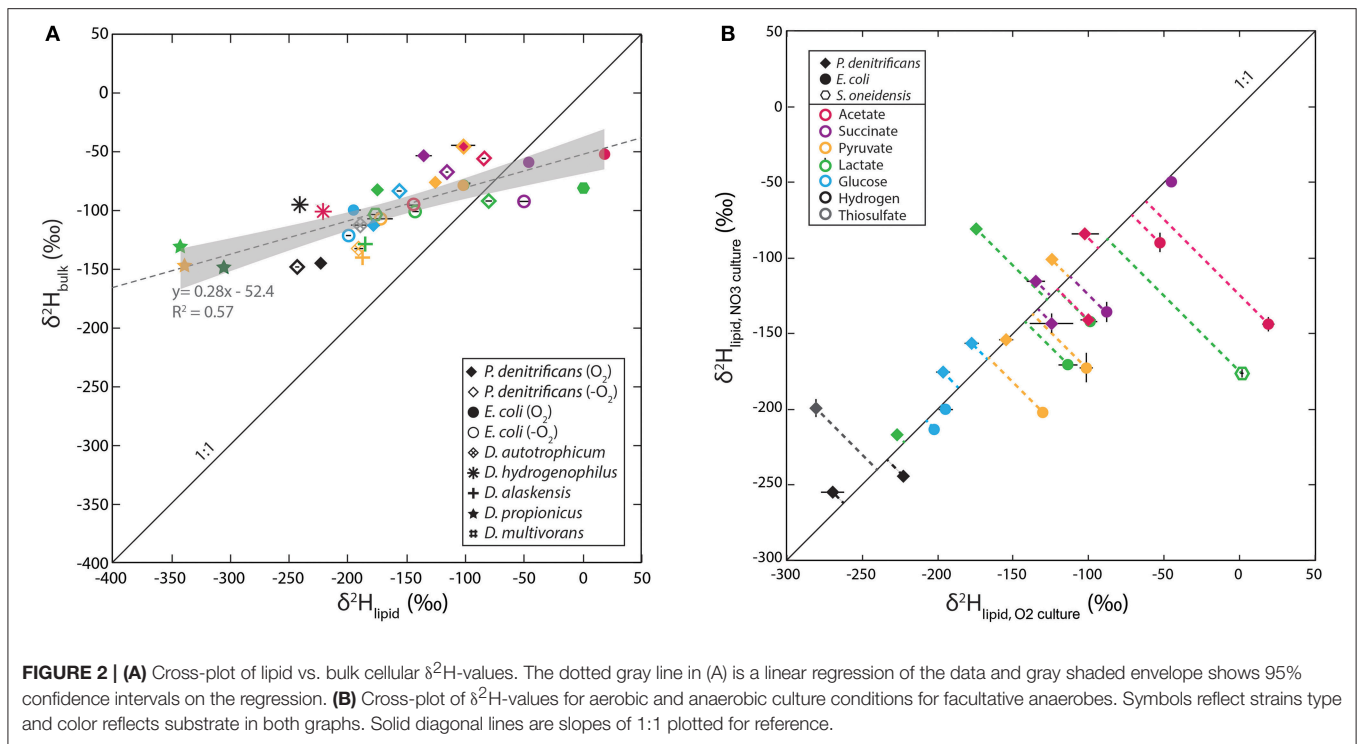 A
50
0
-50
-100
-150
-200
-250
-300
-350
-400
-400
-350
-300
-250
-200
-150
-100
-50
0
50
δ²H_bulk (‰)
δ²H_lipid (‰)
1:1
y= 0.28x - 52.4
R² = 0.57
P. denitrificans (O₂)
P. denitrificans (-O₂)
E. coli (O₂)
E. coli (-O₂)
D. autotrophicum
D. hydrogenophilus
D. alaskensis
D. propionicus
D. multivorans
B
50
0
-50
-100
-150
-200
-250
-300
-300
-250
-200
-150
-100
-50
0
50
δ²H_lipid, NO3 culture (‰)
δ²H_lipid, O2 culture (‰)
1:1
P. denitrificans
E. coli
S. oneidensis
Acetate
Succinate
Pyruvate
Lactate
Glucose
Hydrogen
Thiosulfate
FIGURE 2 | (A) Cross-plot of lipid vs. bulk cellular δ²H-values. The dotted gray line in (A) is a linear regression of the data and gray shaded envelope shows 95%
confidence intervals on the regression. (B) Cross-plot of δ²H-values for aerobic and anaerobic culture conditions for facultative anaerobes. Symbols reflect strains type
and color reflects substrate in both graphs. Solid diagonal lines are slopes of 1:1 plotted for reference.